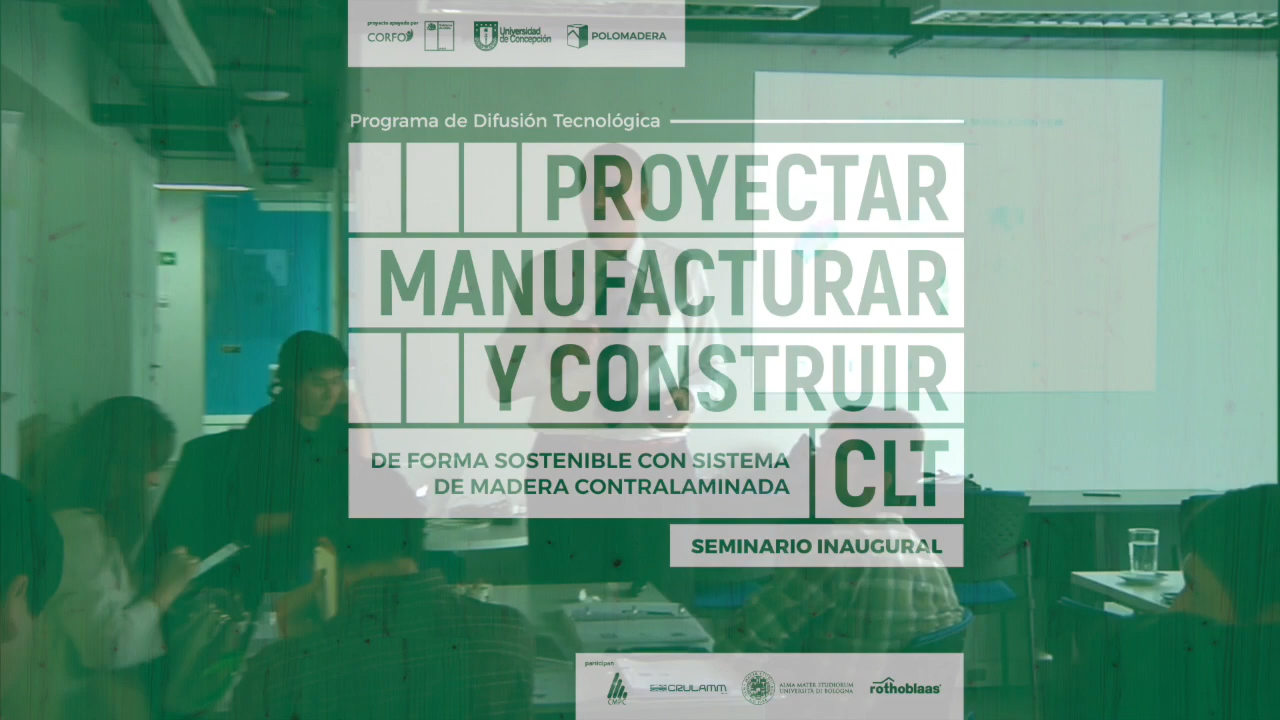 proyecto apoyado por
CORFO
Universidad
de Concepción
POLOMADERA
Programa de Difusión Tecnológica
PROYECTAR
MANUFACTURAR
Y CONSTRUIR
DE FORMA SOSTENIBLE CON SISTEMA
DE MADERA CONTRALAMINADA
CLT
SEMINARIO INAUGURAL
participan
CMPC
CRULAMM
ALMA MATER STUDIORUM
UNIVERSITÀ DI BOLOGNA
rothoblaas